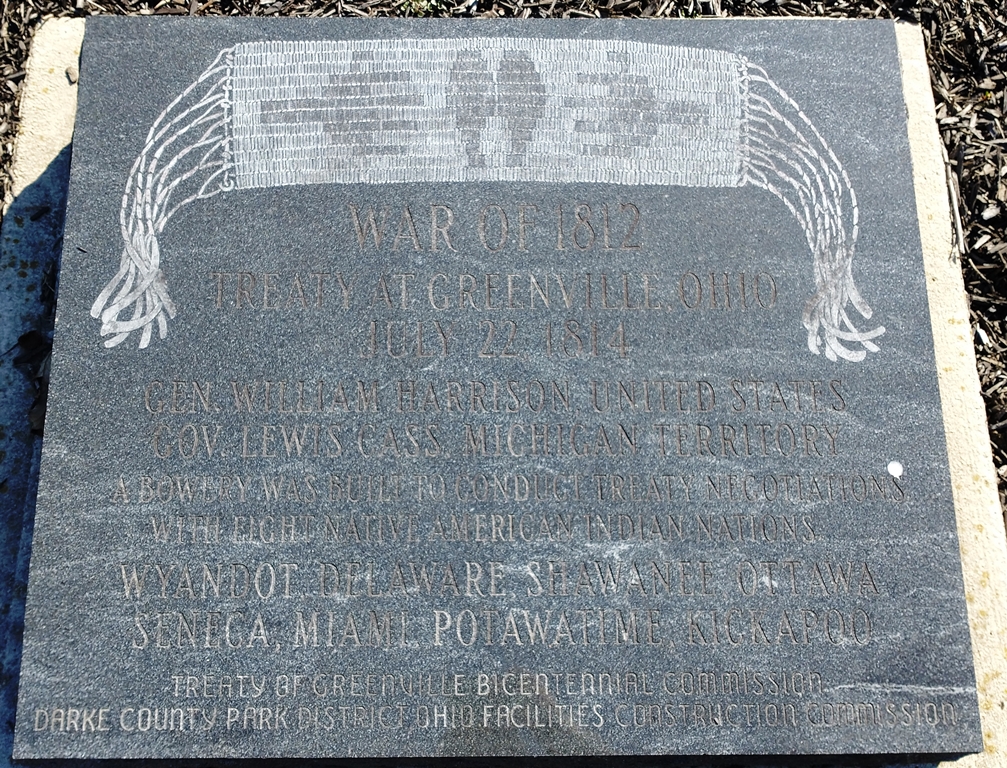 WAR OF 1812
TREATY AT GREENVILLE, OHIO
JULY 22, 1814
GEN. WILLIAM HARRISON, UNITED STATES
GOV. LEWIS CASS, MICHIGAN TERRITORY
A BOWERY WAS BUILT TO CONDUCT TREATY NEGOTIATIONS
WITH EIGHT NATIVE AMERICAN INDIAN NATIONS.
WYANDOT, DELAWARE, SHAWANEE, OTTAWA
SENECA, MIAMI, POTAWATIME, KICKAPOO
TREATY OF GREENVILLE BICENTENNIAL COMMISSION
DARKE COUNTY PARK DISTRICT OHIO FACILITIES CONSTRUCTION COMMISSION